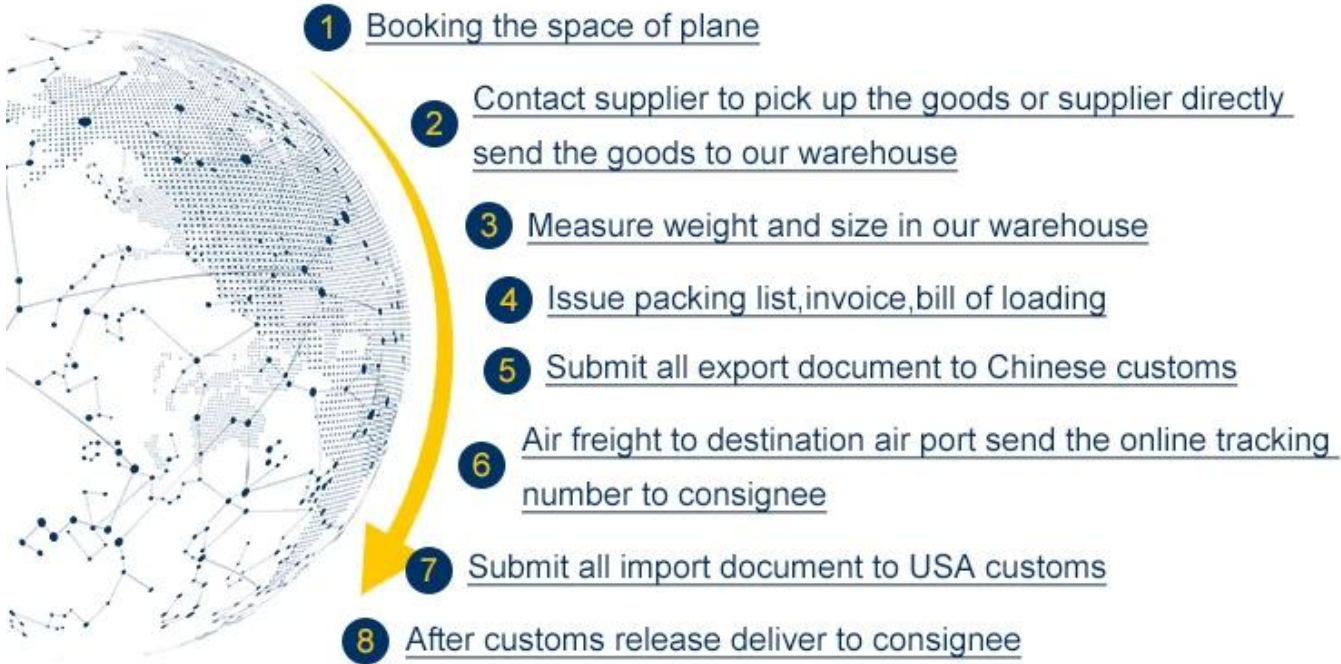 1 Booking the space of plane
2 Contact supplier to pick up the goods or supplier directly
send the goods to our warehouse
3 Measure weight and size in our warehouse
4 Issue packing list,invoice,bill of loading
5 Submit all export document to Chinese customs
6 Air freight to destination air port send the online tracking
number to consignee
7 Submit all import document to USA customs
8 After customs release deliver to consignee